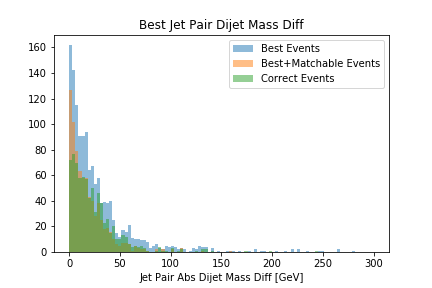 Best Jet Pair Dijet Mass Diff
160
140
120
100
80
60
40
20
0
Best Events
Best+Matchable Events
Correct Events
0 50 100 150 200 250 300
Jet Pair Abs Dijet Mass Diff [GeV]